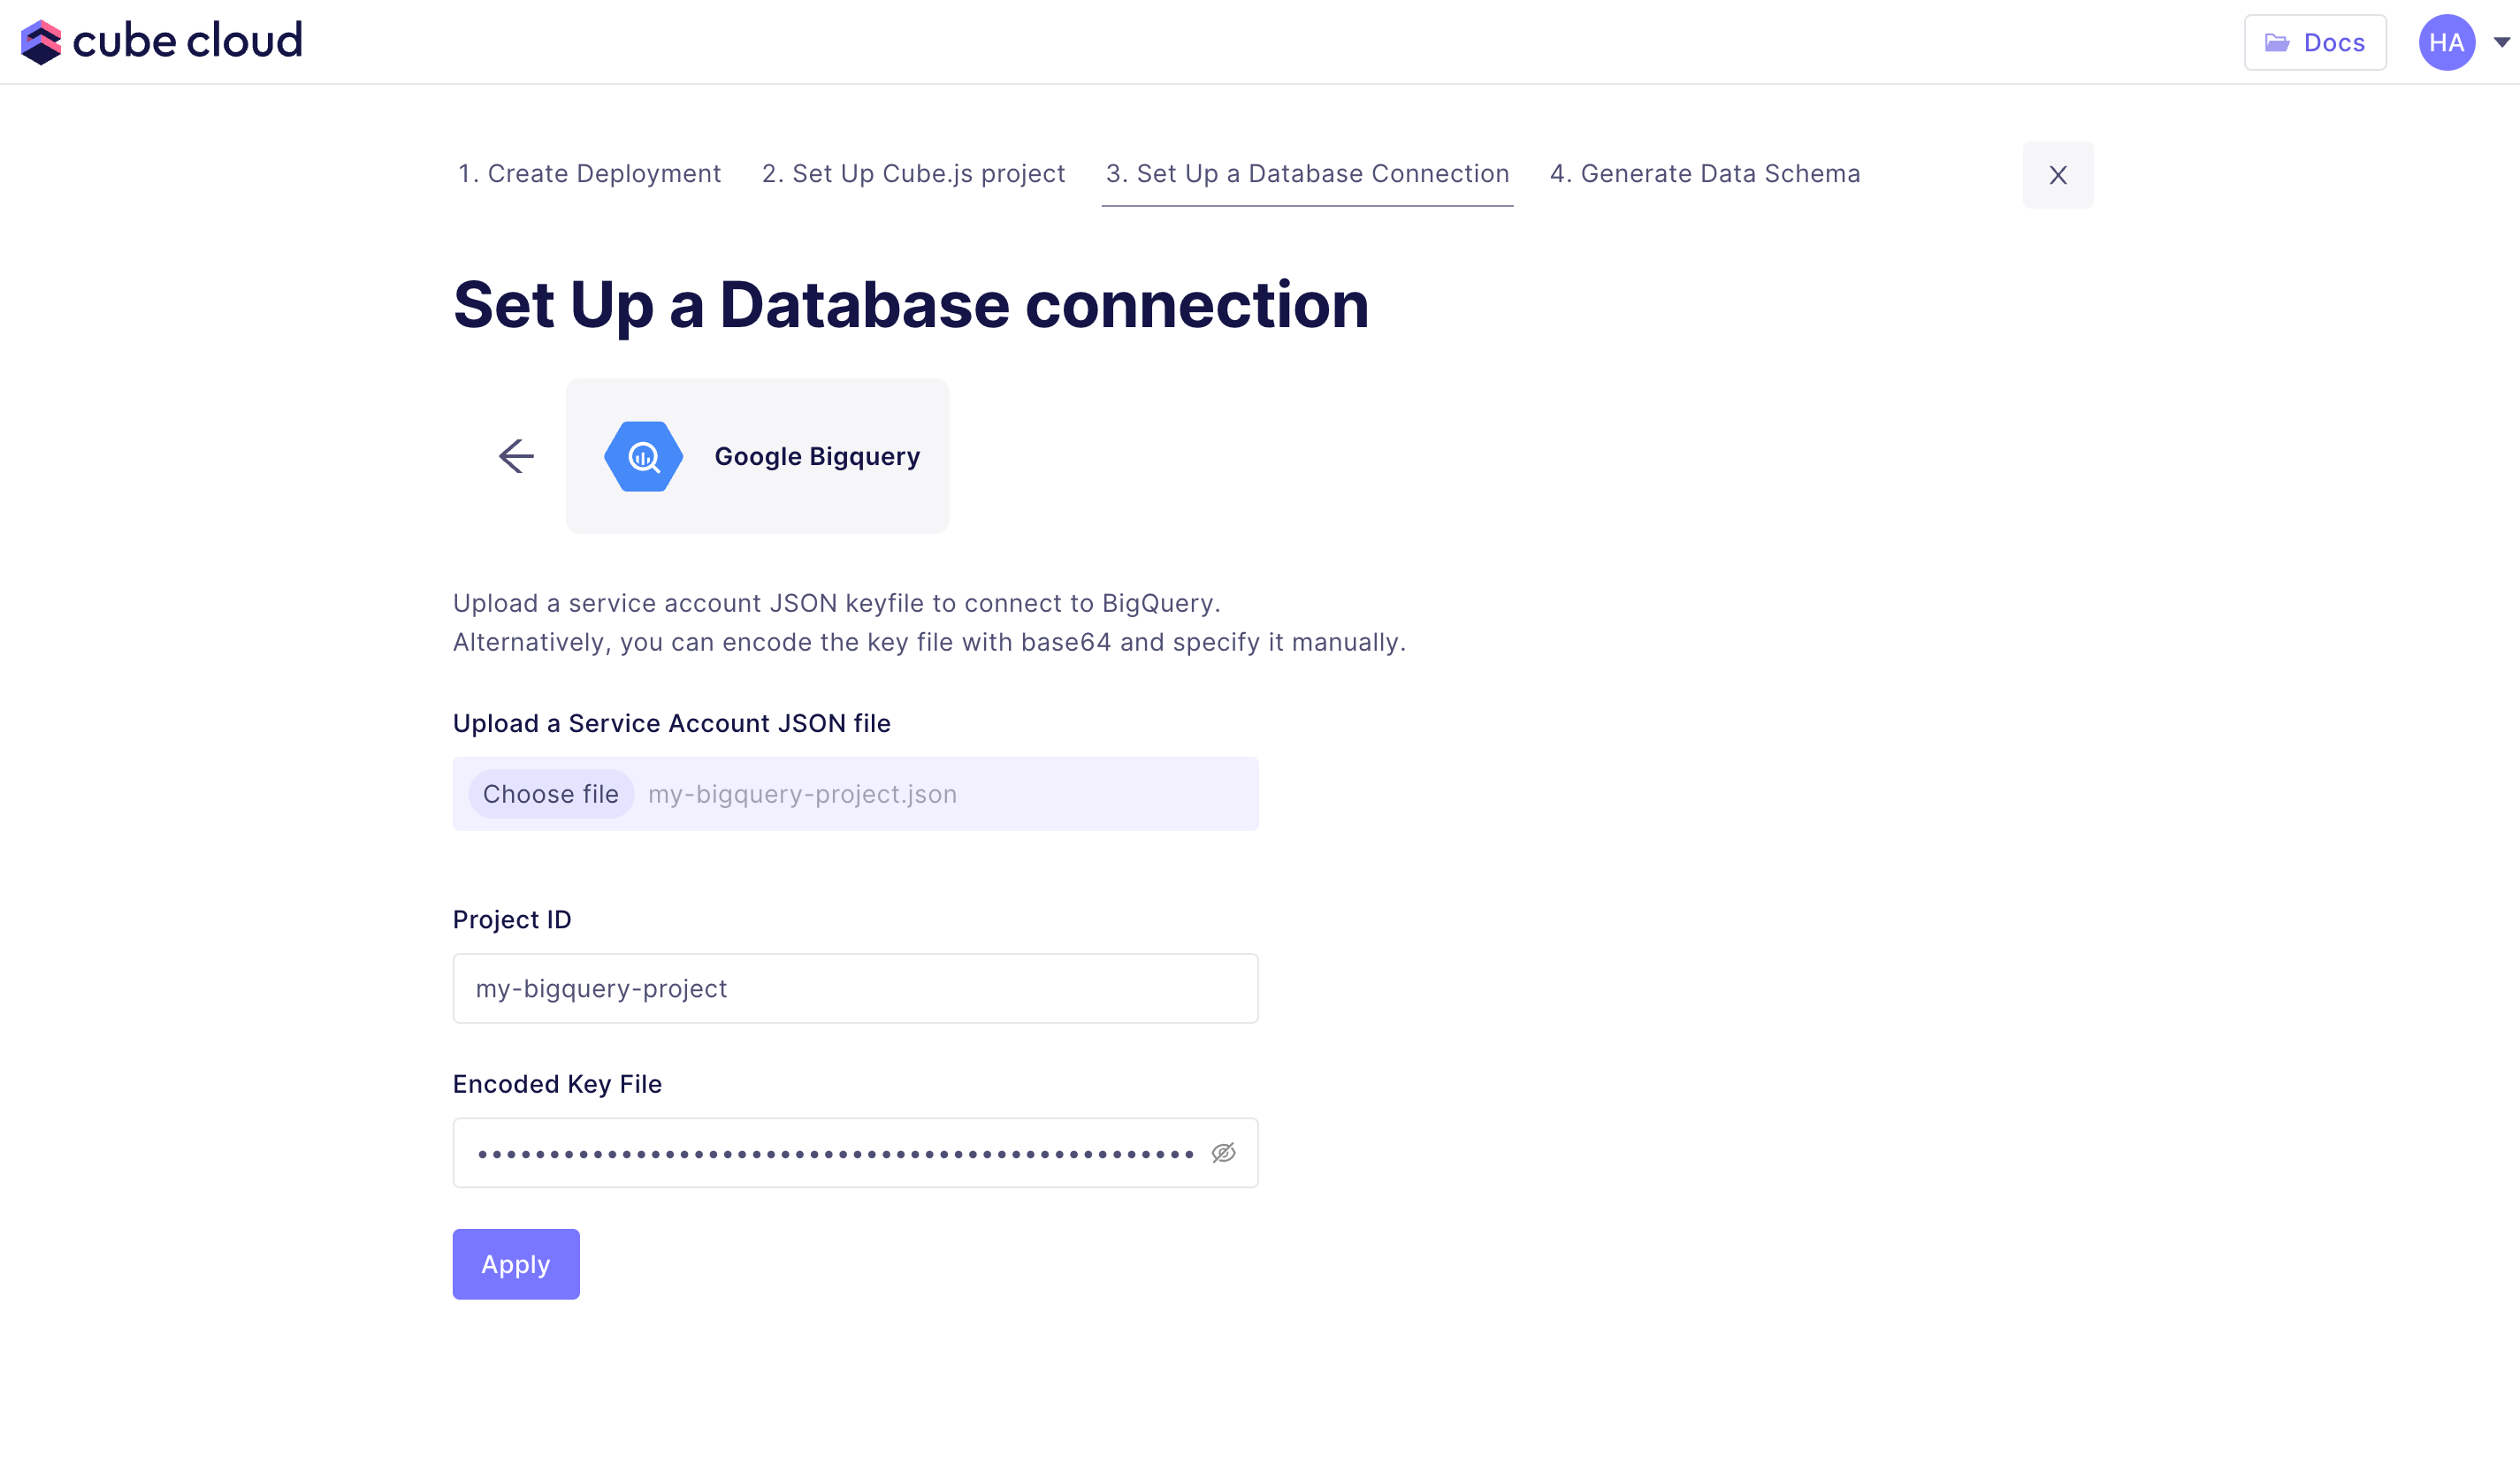 cube cloud
Docs
HA
1. Create Deployment
2. Set Up Cube.js project
3. Set Up a Database Connection
4. Generate Data Schema
X
Set Up a Database connection
Google Bigquery
Upload a service account JSON keyfile to connect to BigQuery.
Alternatively, you can encode the key file with base64 and specify it manually.
Upload a Service Account JSON file
Choose file my-bigquery-project.json
Project ID
my-bigquery-project
Encoded Key File
Apply